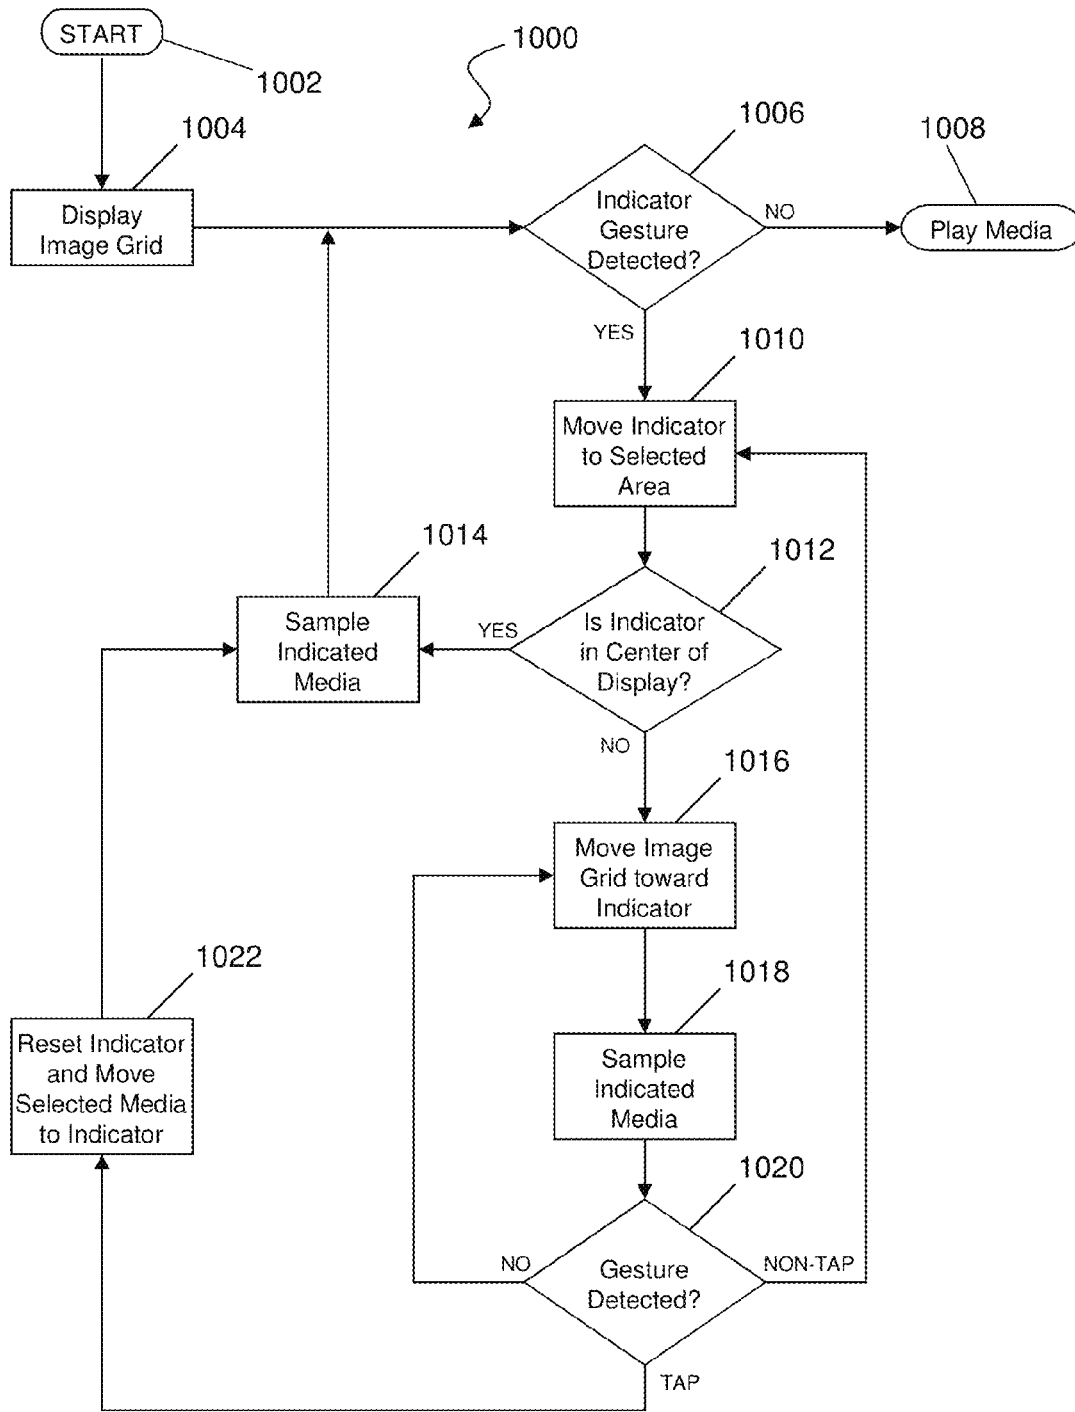 START
1002
1000
1004
Display
Image Grid
1006
Indicator
Gesture
Detected?
NO
1008
Play Media
YES
1010
Move Indicator
to Selected
Area
1014
Sample
Indicated
Media
YES
1012
Is Indicator
in Center of
Display?
NO
1016
Move Image
Grid toward
Indicator
1022
Reset Indicator
and Move
Selected Media
to Indicator
1018
Sample
Indicated
Media
1020
Gesture
Detected?
NO
NON-TAP
TAP